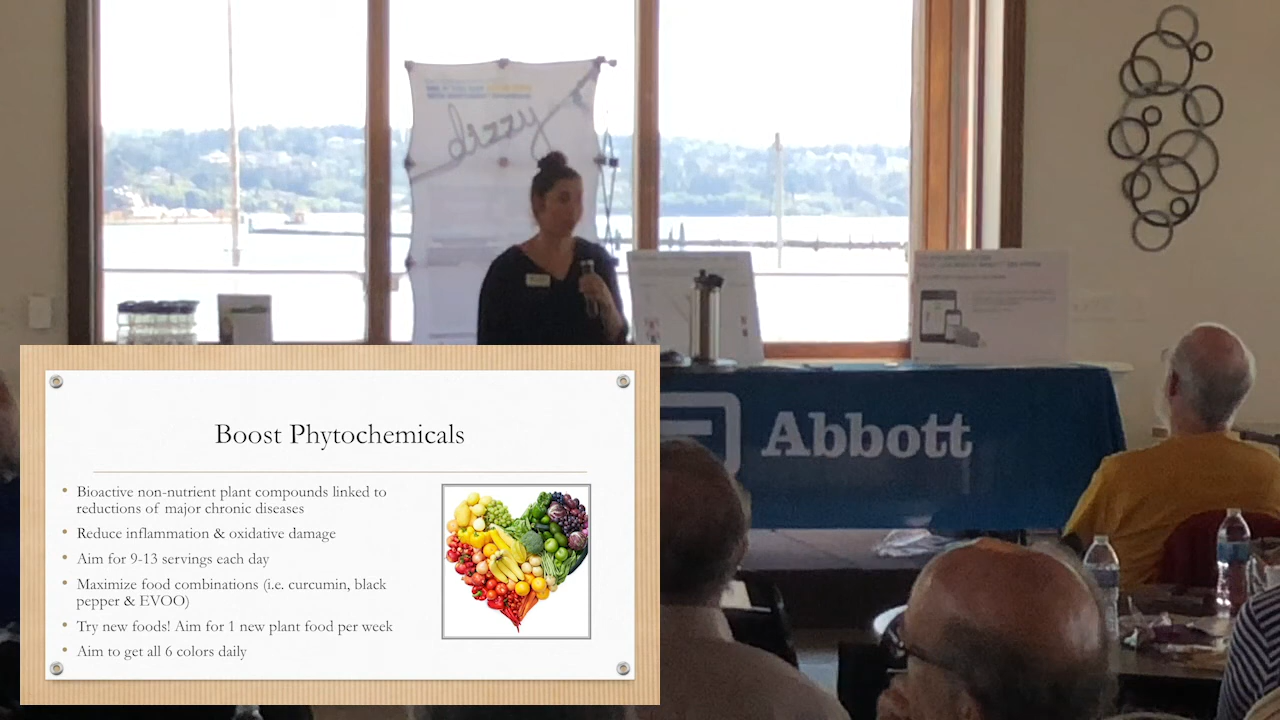 dizzy
Abbott
Boost Phytochemicals
• Bioactive non-nutrient plant compounds linked to
reductions of major chronic diseases
• Reduce inflammation & oxidative damage
• Aim for 9-13 servings each day
• Maximize food combinations (i.e. curcumin, black
pepper & EVOO)
• Try new foods! Aim for 1 new plant food per week
• Aim to get all 6 colors daily